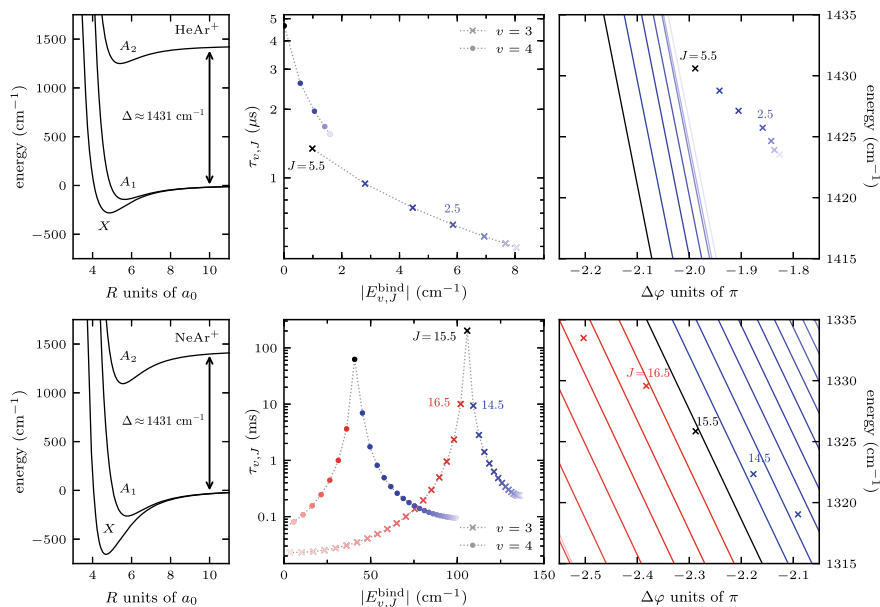 HeAr⁺
A₂
Δ ≈ 1431 cm⁻¹
A₁
X
1500
1000
500
0
−500
energy (cm⁻¹)
4 6 8 10
R units of a₀
v = 3
v = 4
J = 5.5
2.5
5
4
3
2
1
τ_{v,J} (μs)
0 2 4 6 8
|E^{bind}_{v,J}| (cm⁻¹)
J = 5.5
2.5
1435
1430
1425
1420
1415
energy (cm⁻¹)
−2.2 −2.1 −2.0 −1.9 −1.8
Δφ units of π
NeAr⁺
A₂
Δ ≈ 1431 cm⁻¹
A₁
X
1500
1000
500
0
−500
energy (cm⁻¹)
4 6 8 10
R units of a₀
J = 15.5
16.5
14.5
v = 3
v = 4
100
10
1
0.1
τ_{v,J} (ms)
0 50 100 150
|E^{bind}_{v,J}| (cm⁻¹)
J = 16.5
15.5
14.5
1335
1330
1325
1320
1315
energy (cm⁻¹)
−2.5 −2.4 −2.3 −2.2 −2.1
Δφ units of π